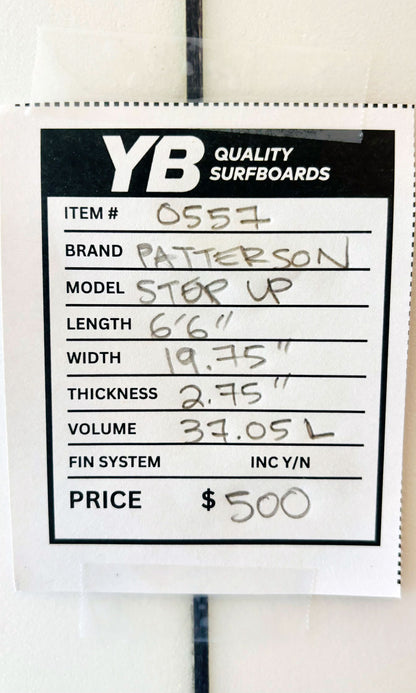 YB QUALITY SURFBOARDS
ITEM # 0557
BRAND PATTERSON
MODEL STEP UP
LENGTH 6'6"
WIDTH 19.75"
THICKNESS 2.75"
VOLUME 37.05 L
FIN SYSTEM INC Y/N
PRICE $ 500